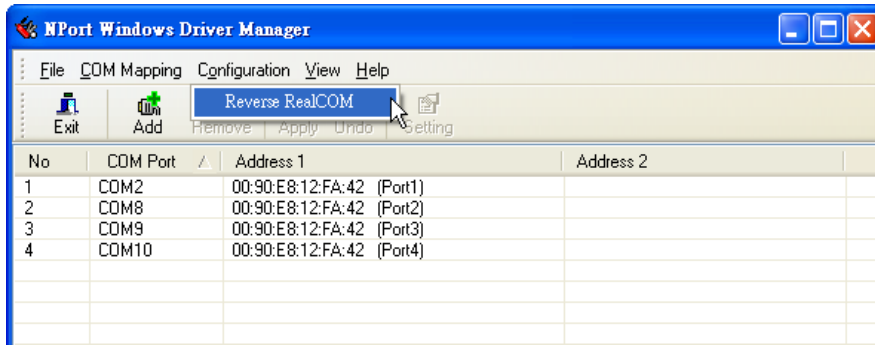 NPort Windows Driver Manager
File COM Mapping Configuration View Help
Reverse RealCOM
Exit Add Remove Apply Undo Setting
No COM Port Address 1 Address 2
1 COM2 00:90:E8:12:FA:42 (Port1)
2 COM8 00:90:E8:12:FA:42 (Port2)
3 COM9 00:90:E8:12:FA:42 (Port3)
4 COM10 00:90:E8:12:FA:42 (Port4)